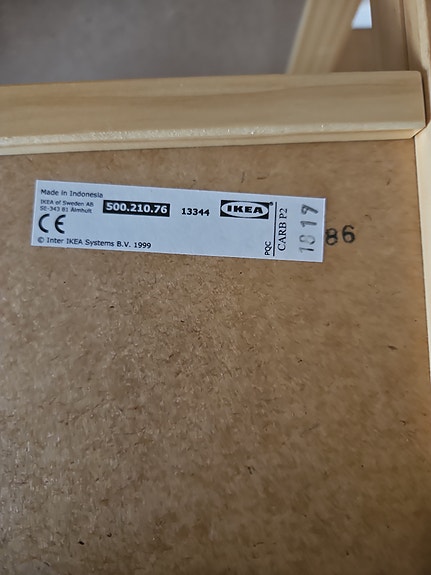 Made in Indonesia
IKEA of Sweden AB
SE-343 81 Älmhult
500.210.76
13344
IKEA
CE
© Inter IKEA Systems B.V. 1999
PQC
CARB P2
1019
86